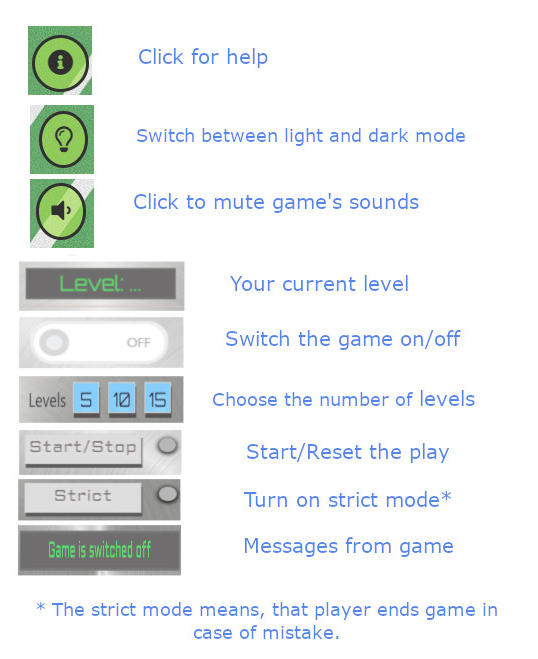 Click for help
Switch between light and dark mode
Click to mute game's sounds
Level: ...
Your current level
OFF
Switch the game on/off
Levels 5 10 15
Choose the number of levels
Start/Stop
Start/Reset the play
Strict
Turn on strict mode*
Game is switched off
Messages from game
* The strict mode means, that player ends game in
case of mistake.